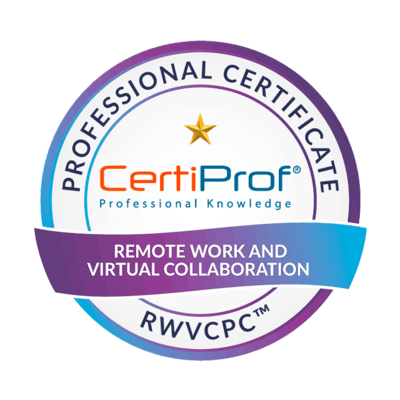 PROFESSIONAL CERTIFICATE
CertiProf®
Professional Knowledge
REMOTE WORK AND
VIRTUAL COLLABORATION
RWVCPC™